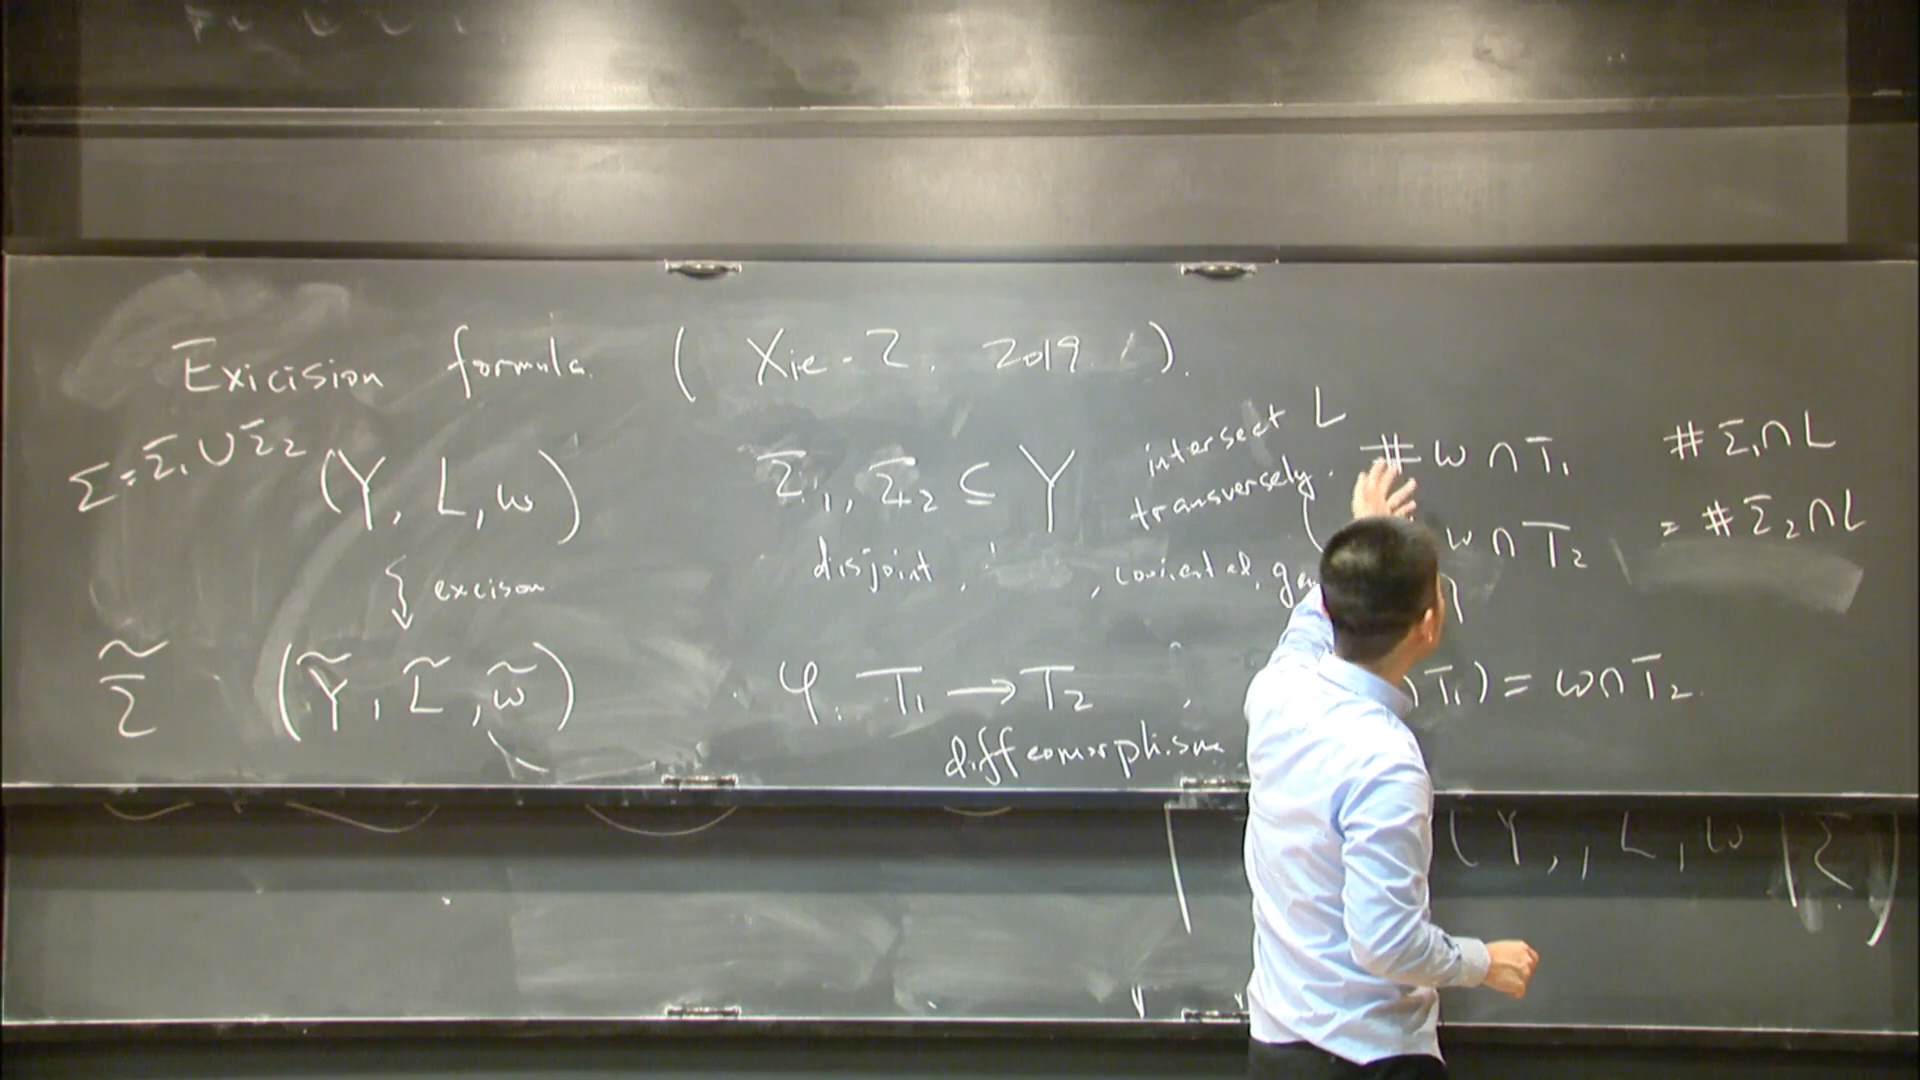 Exicision formula. ( Xie - Z. 2019 ).
Σ = Σ₁ ∪ Σ₂
(Y, L, ω)
Σ₁, Σ₂ ⊆ Y
intersect L
transversely.
# ω ∩ T₁
ω ∩ T₂
# Σ₁ ∩ L
= # Σ₂ ∩ L
disjoint,
excison
Σ̃ (Ỹ, L̃, ω̃)
φ. T₁ → T₂
T₁) = ω ∩ T₂.
diffeomorphism
(Y, , L, ω | Σ)